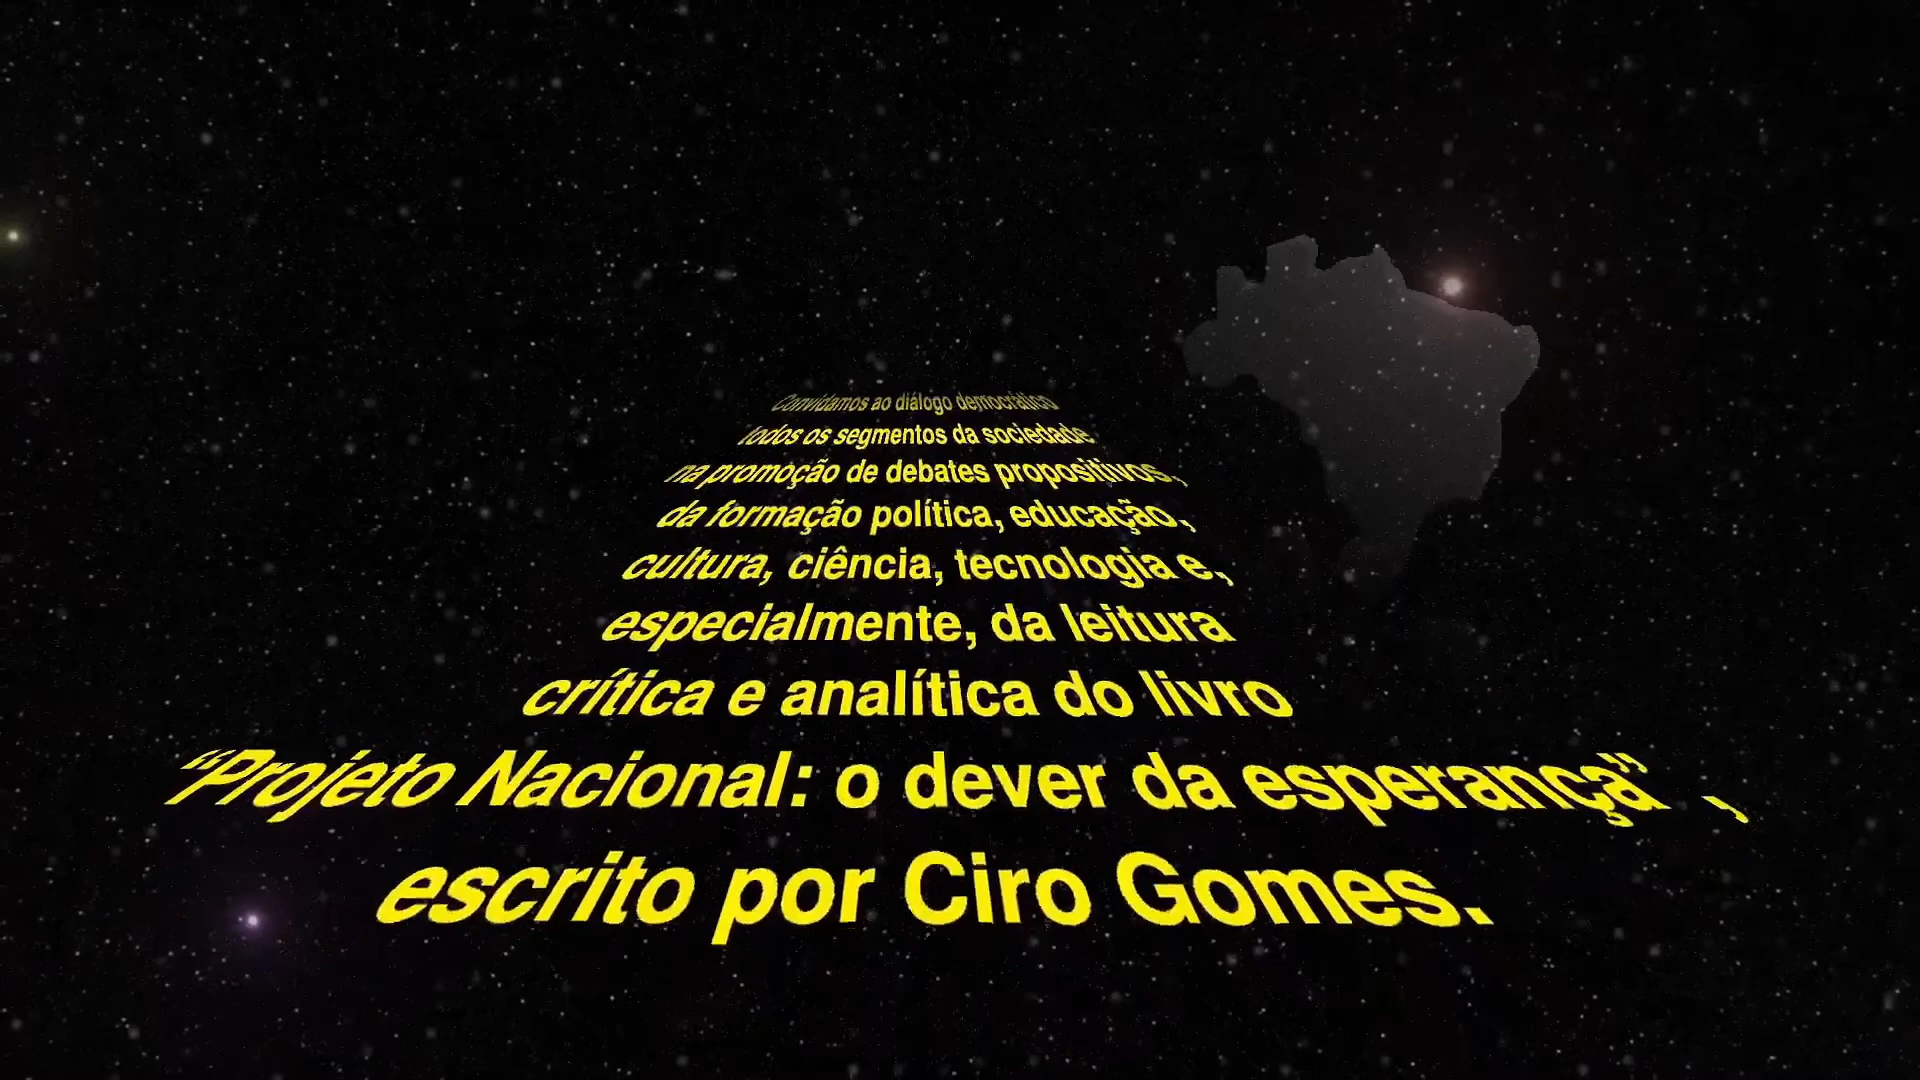 Convidamos ao diálogo democrático
todos os segmentos da sociedade
na promoção de debates propositivos,
da formação política, educação,
cultura, ciência, tecnologia e,
especialmente, da leitura
crítica e analítica do livro
“Projeto Nacional: o dever da esperança” ,
escrito por Ciro Gomes.